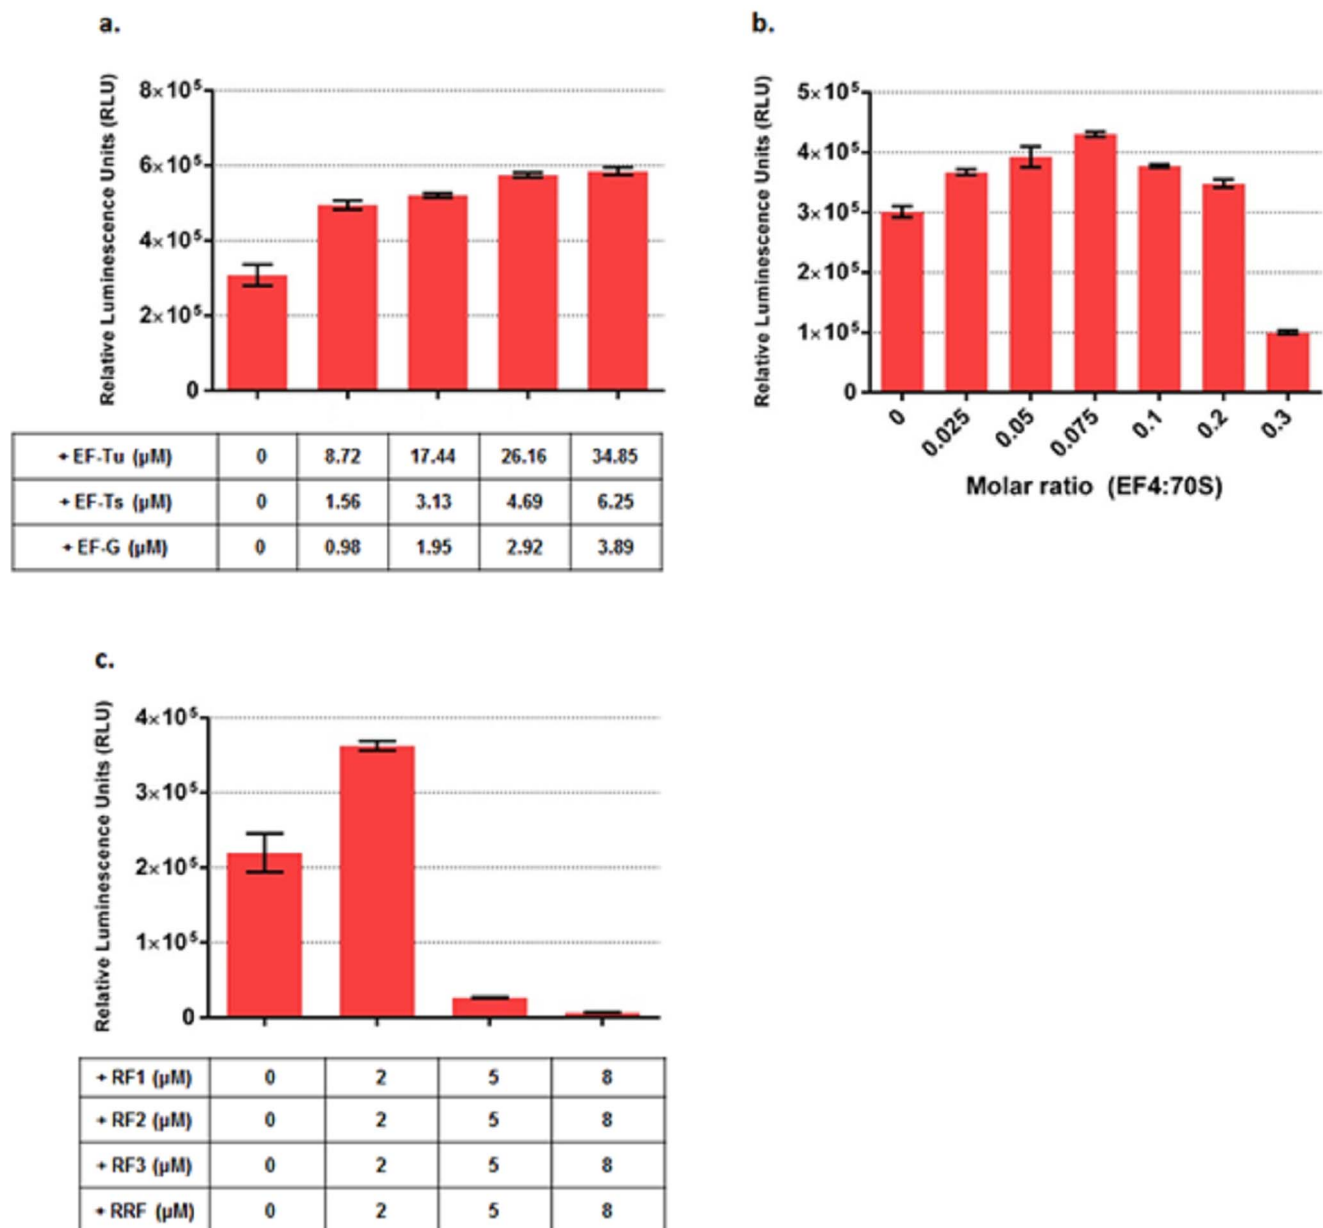 a.
Relative Luminescence Units (RLU)
8×10⁵
6×10⁵
4×10⁵
2×10⁵
0
+ EF-Tu (µM) 0 8.72 17.44 26.16 34.85
+ EF-Ts (µM) 0 1.56 3.13 4.69 6.25
+ EF-G (µM) 0 0.98 1.95 2.92 3.89
b.
Relative Luminescence Units (RLU)
5×10⁵
4×10⁵
3×10⁵
2×10⁵
1×10⁵
0
0 0.025 0.05 0.075 0.1 0.2 0.3
Molar ratio (EF4:70S)
c.
Relative Luminescence Units (RLU)
4×10⁵
3×10⁵
2×10⁵
1×10⁵
0
+ RF1 (µM) 0 2 5 8
+ RF2 (µM) 0 2 5 8
+ RF3 (µM) 0 2 5 8
+ RRF (µM) 0 2 5 8